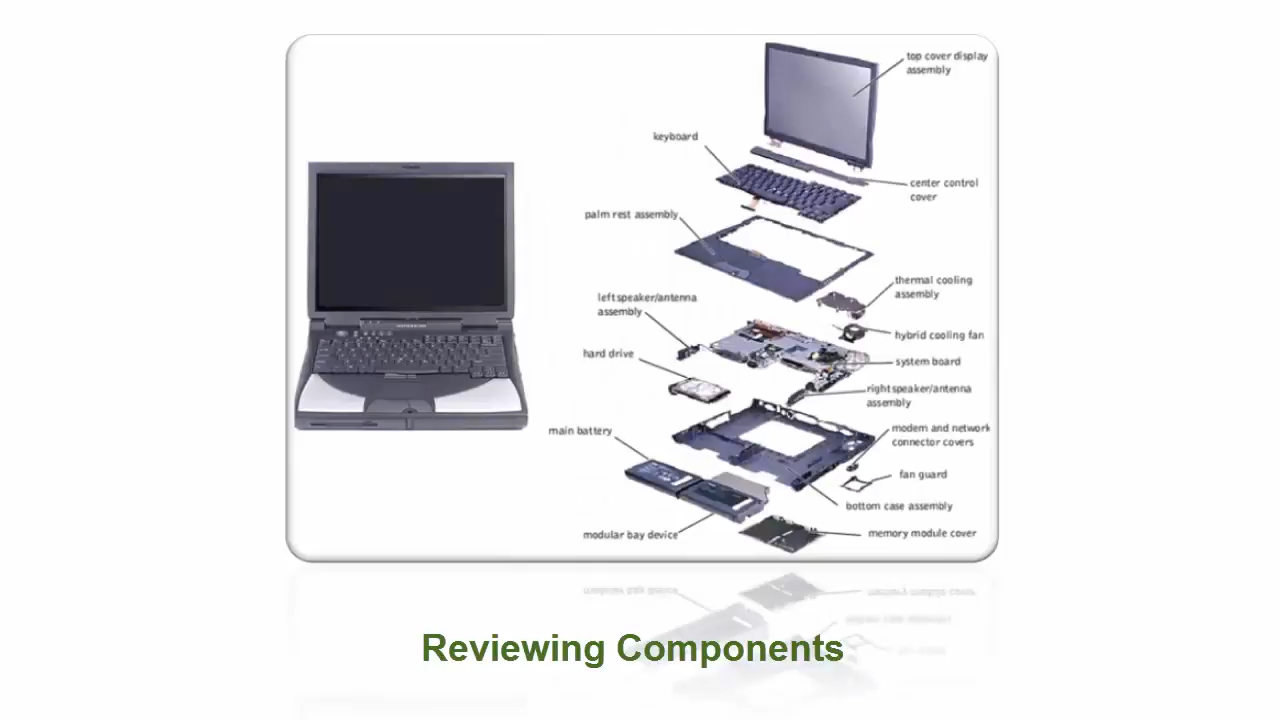 top cover display
assembly
keyboard
center control
cover
palm rest assembly
thermal cooling
assembly
left speaker/antenna
assembly
hybrid cooling fan
hard drive
system board
right speaker/antenna
assembly
main battery
modem and network
connector covers
fan guard
bottom case assembly
modular bay device
memory module cover
Reviewing Components